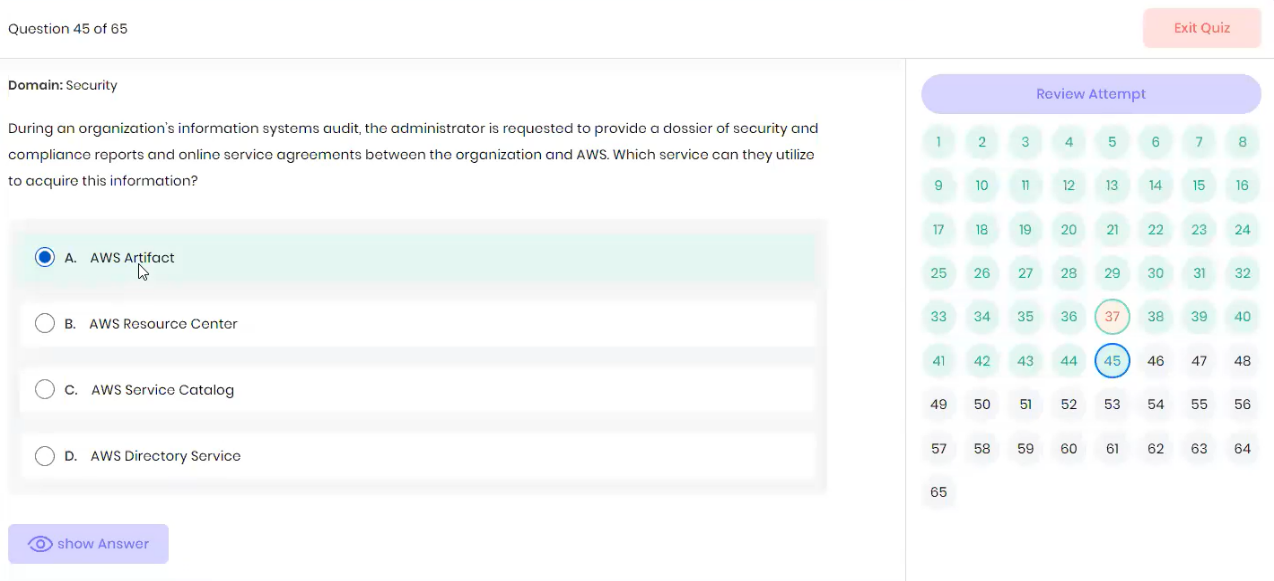 Question 45 of 65
Exit Quiz
Domain: Security
During an organization's information systems audit, the administrator is requested to provide a dossier of security and
compliance reports and online service agreements between the organization and AWS. Which service can they utilize
to acquire this information?
A. AWS Artifact
B. AWS Resource Center
C. AWS Service Catalog
D. AWS Directory Service
show Answer
Review Attempt
1 2 3 4 5 6 7 8
9 10 11 12 13 14 15 16
17 18 19 20 21 22 23 24
25 26 27 28 29 30 31 32
33 34 35 36 37 38 39 40
41 42 43 44 45 46 47 48
49 50 51 52 53 54 55 56
57 58 59 60 61 62 63 64
65